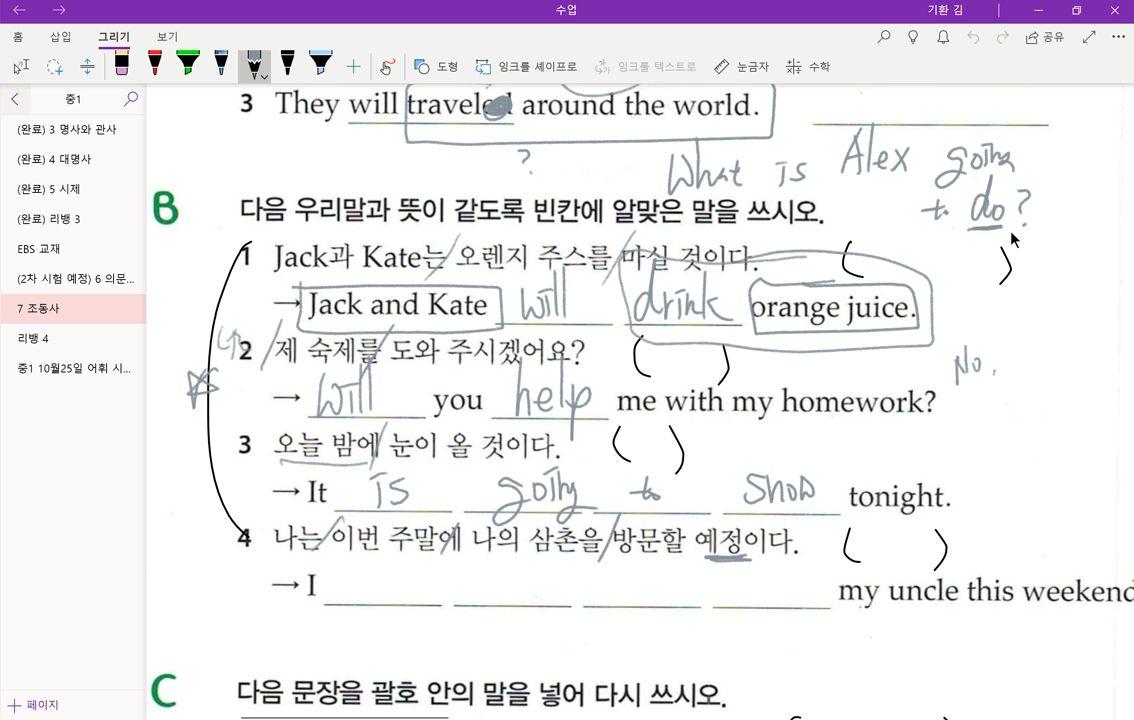 수업
기환 김
홈 삽입 그리기 보기
공유
도형 잉크를 셰이프로 잉크를 텍스트로 눈금자 수학
중1
(완료) 3 명사와 관사
(완료) 4 대명사
(완료) 5 시제
(완료) 리뱅 3
EBS 교재
(2차 시험 예정) 6 의문...
7 조동사
리뱅 4
중1 10월25일 어휘 시...
페이지
3 They will traveled around the world.
?
What is Alex going
to do?
B 다음 우리말과 뜻이 같도록 빈칸에 알맞은 말을 쓰시오.
1 Jack과 Kate는 오렌지 주스를 마실 것이다. ( )
→ Jack and Kate will drink orange juice.
2 제 숙제를 도와 주시겠어요? ( )
No.
→ will you help me with my homework?
3 오늘 밤에 눈이 올 것이다. ( )
→ It is going to snow tonight.
4 나는 이번 주말에 나의 삼촌을 방문할 예정이다. ( )
→ I my uncle this weekend
C 다음 문장을 괄호 안의 말을 넣어 다시 쓰시오.